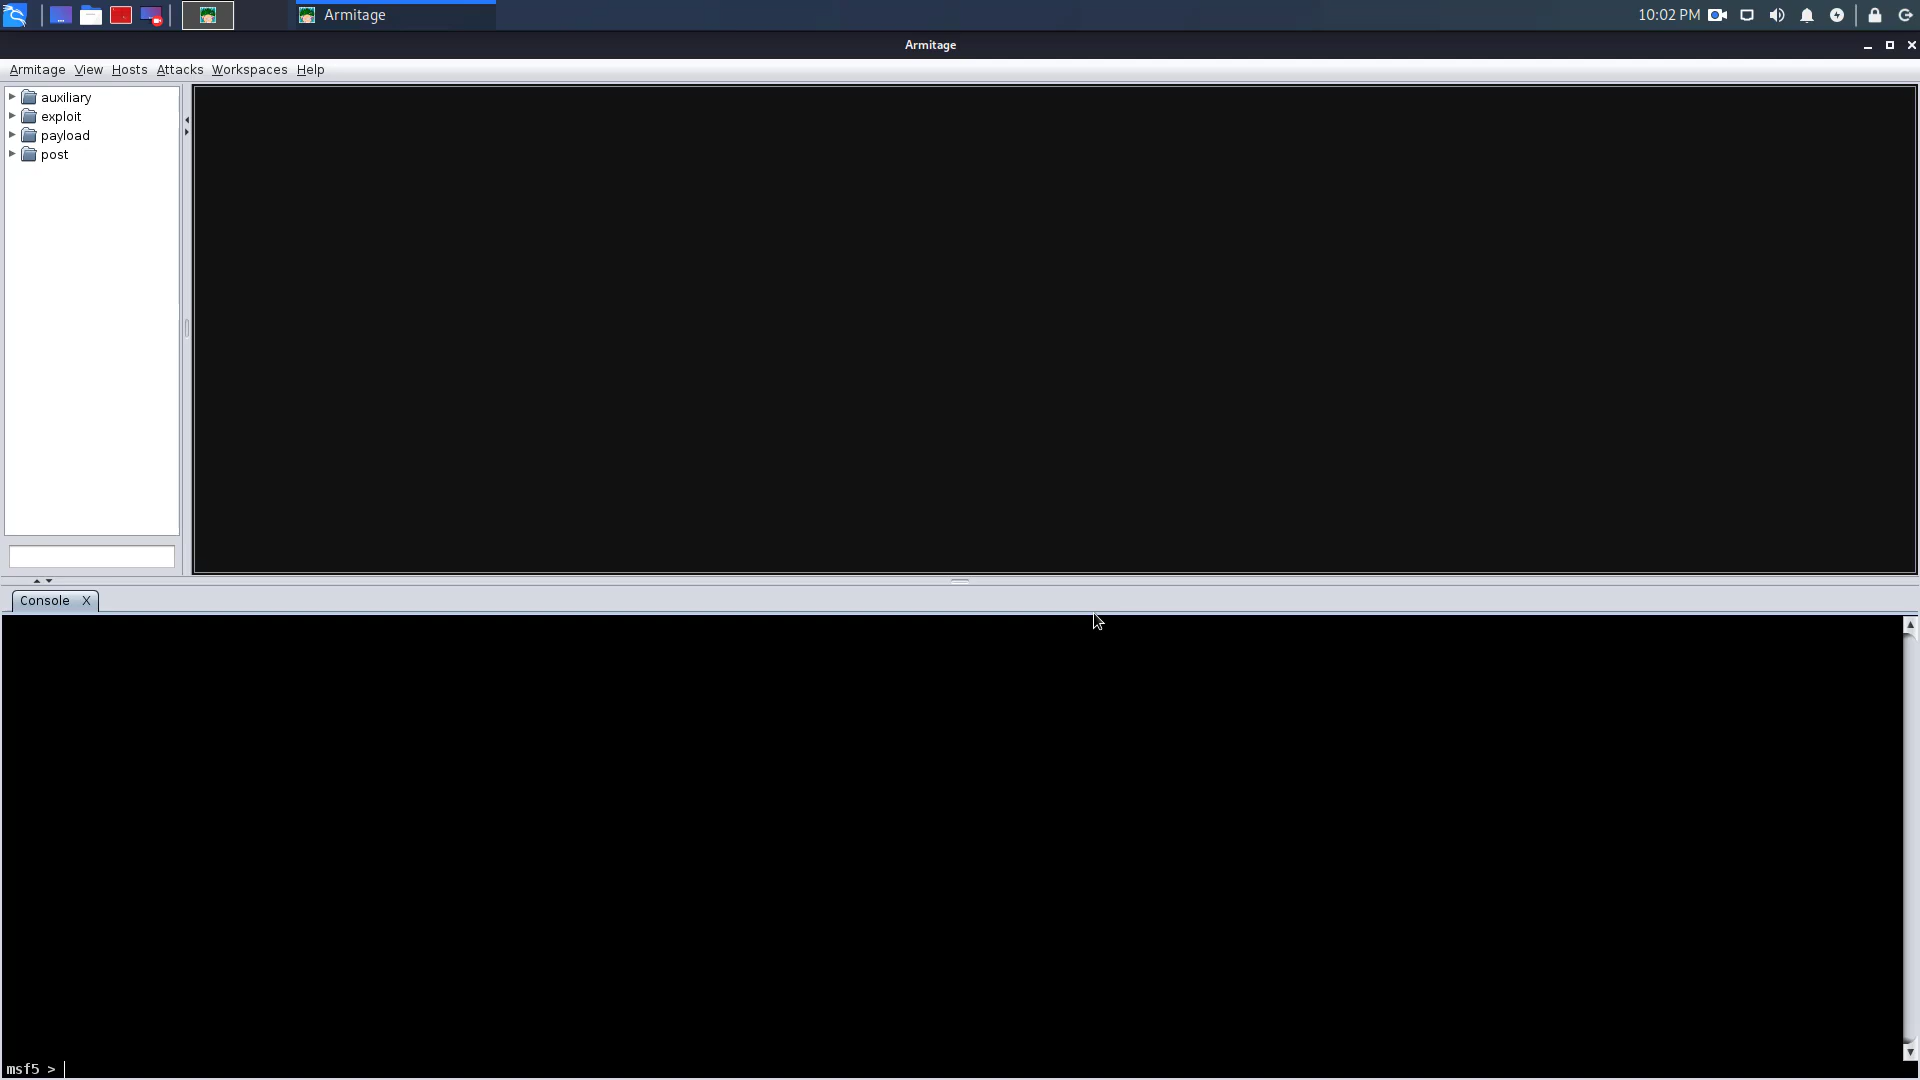 Armitage
10:02 PM
Armitage
Armitage View Hosts Attacks Workspaces Help
auxiliary
exploit
payload
post
Console X
msf5 >